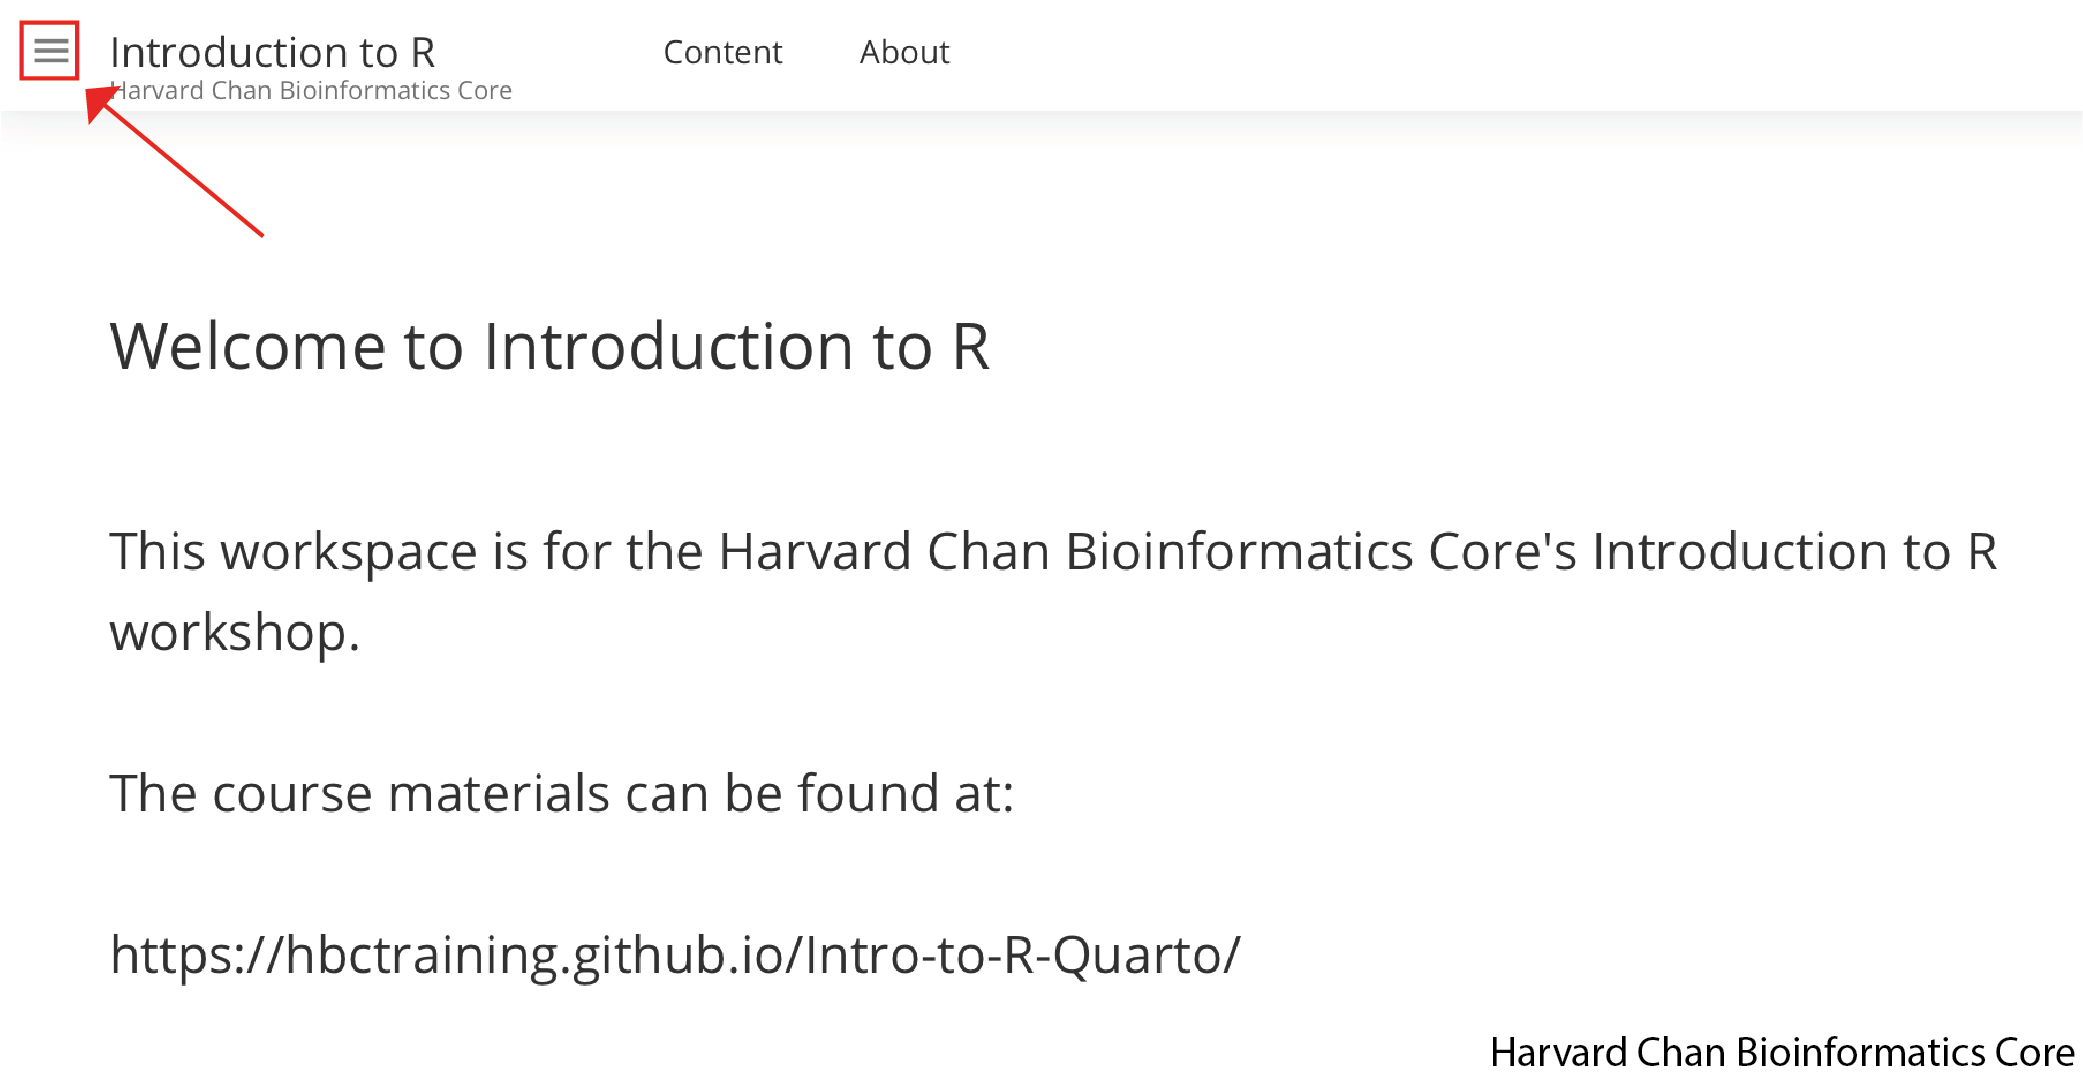 Introduction to R
Content
About
Harvard Chan Bioinformatics Core
Welcome to Introduction to R
This workspace is for the Harvard Chan Bioinformatics Core's Introduction to R
workshop.
The course materials can be found at:
https://hbctraining.github.io/Intro-to-R-Quarto/
Harvard Chan Bioinformatics Core